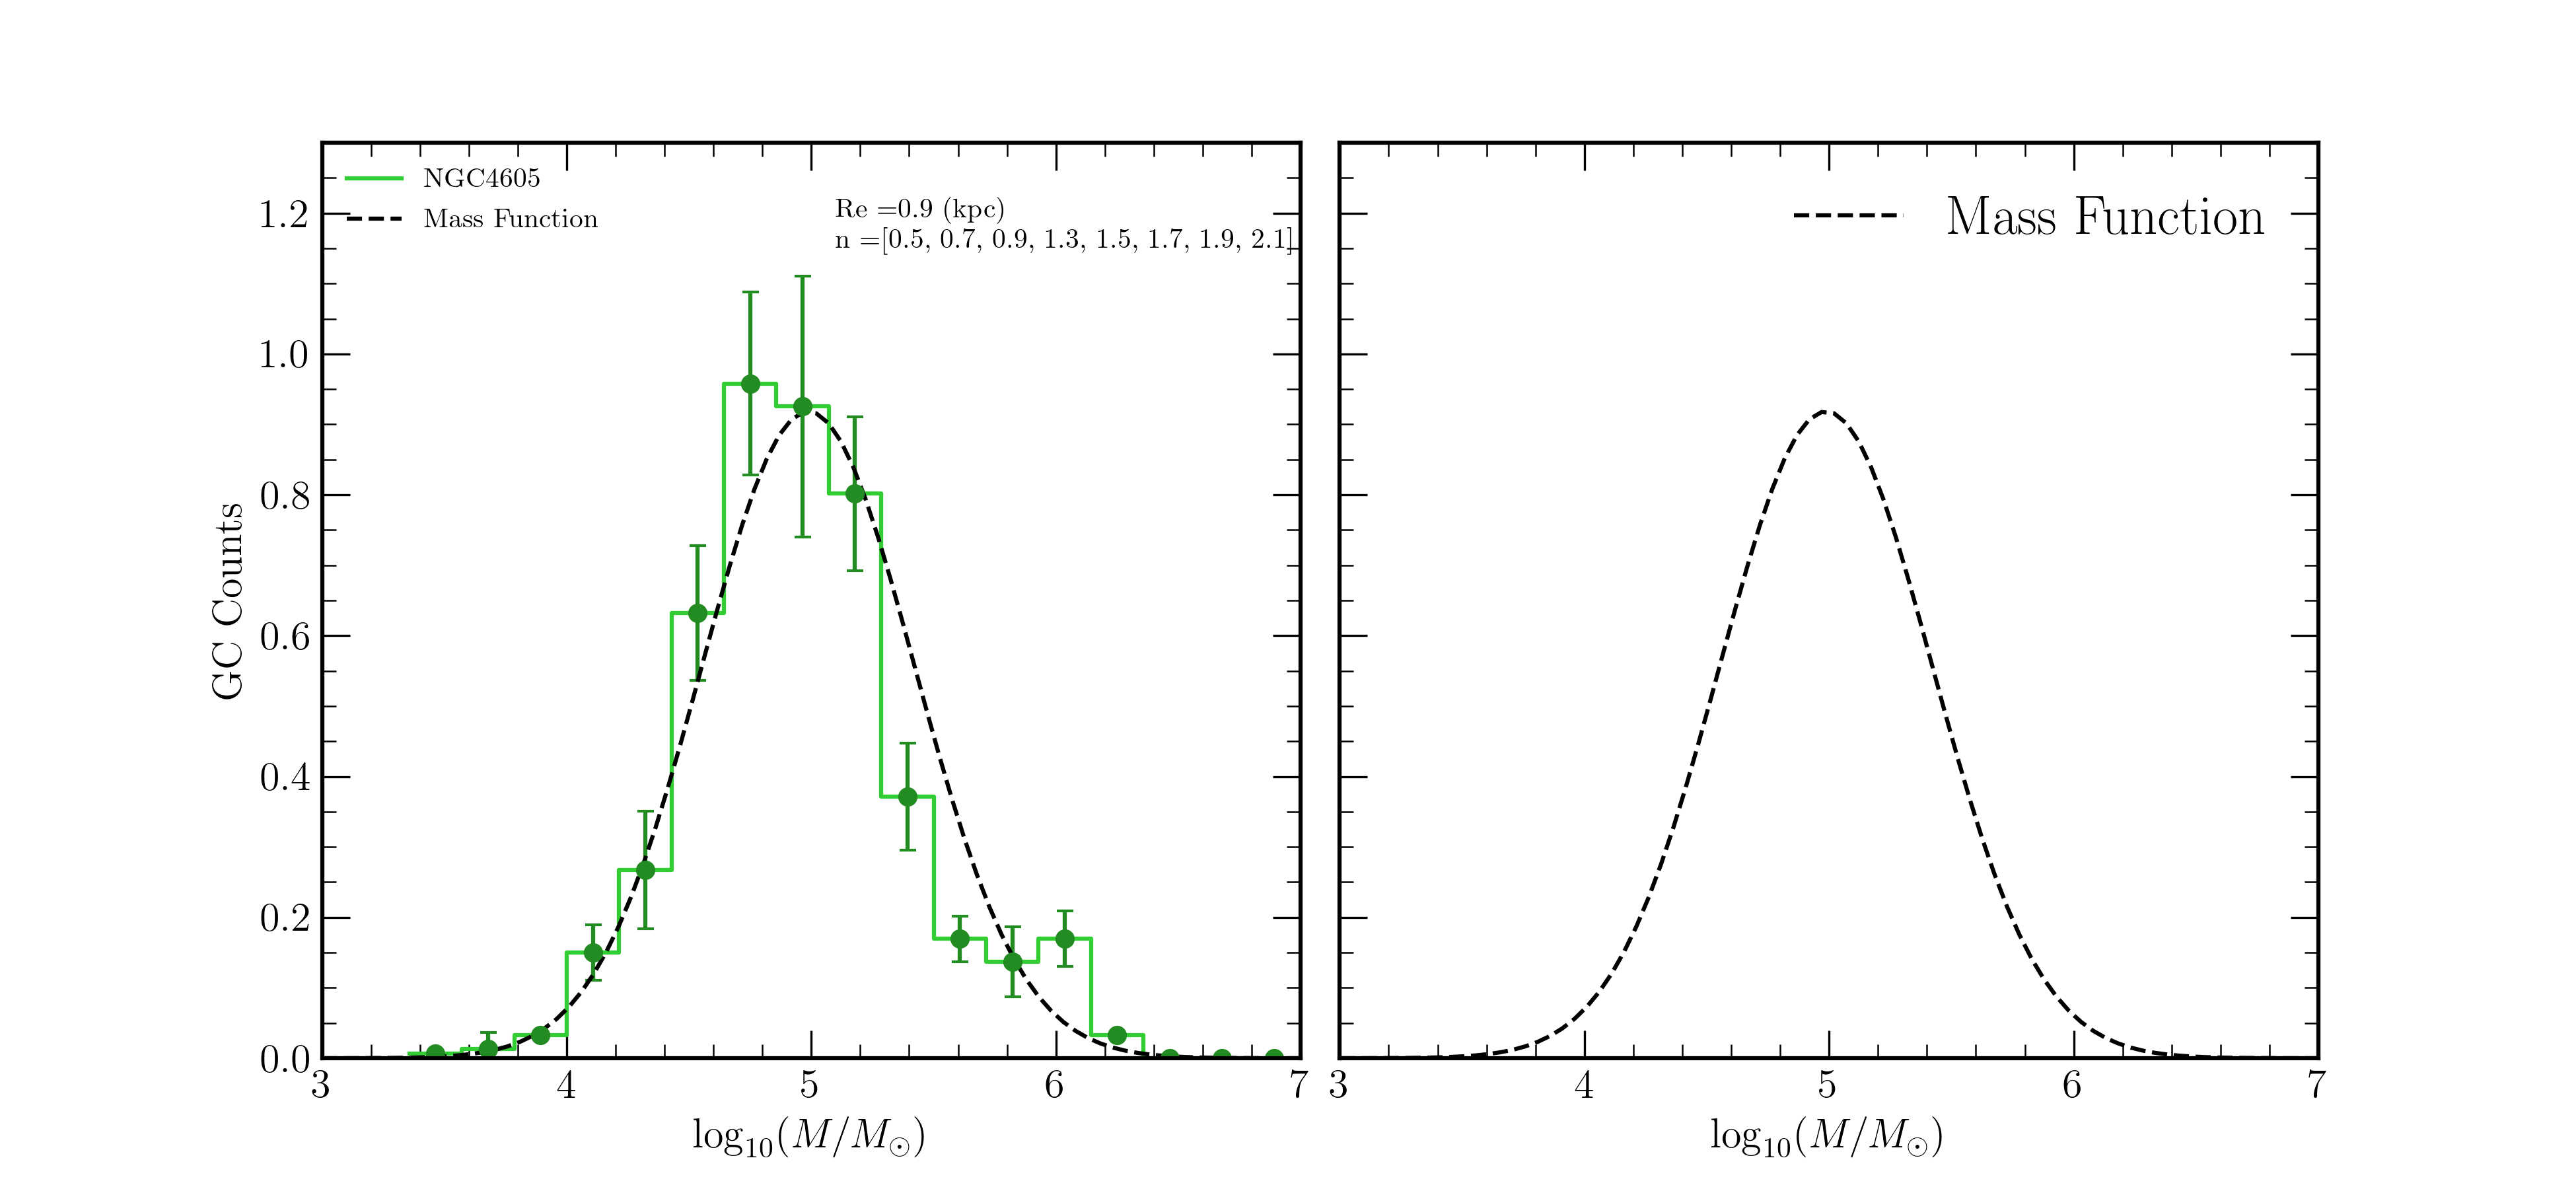 NGC4605
Mass Function
Re =0.9 (kpc)
n =[0.5, 0.7, 0.9, 1.3, 1.5, 1.7, 1.9, 2.1]
Mass Function
1.2
1.0
0.8
0.6
0.4
0.2
0.0
GC Counts
3 4 5 6 7
3 4 5 6 7
log₁₀(M/M⊙)
log₁₀(M/M⊙)